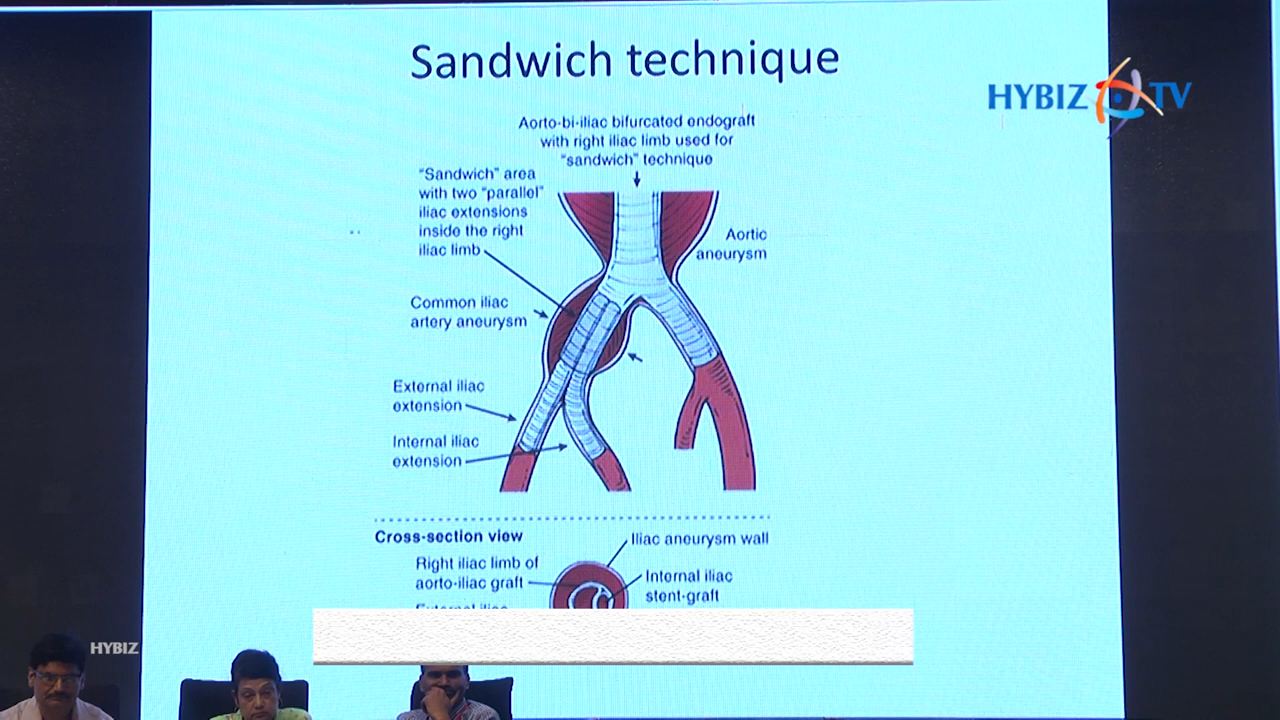 Sandwich technique
HYBIZ TV
Aorto-bi-iliac bifurcated endograft
with right iliac limb used for
“sandwich” technique
“Sandwich” area
with two “parallel”
iliac extensions
inside the right
iliac limb
Aortic
aneurysm
Common iliac
artery aneurysm
External iliac
extension
Internal iliac
extension
Cross-section view
Iliac aneurysm wall
Right iliac limb of
aorto-iliac graft
Internal iliac
stent-graft
External iliac
HYBIZ